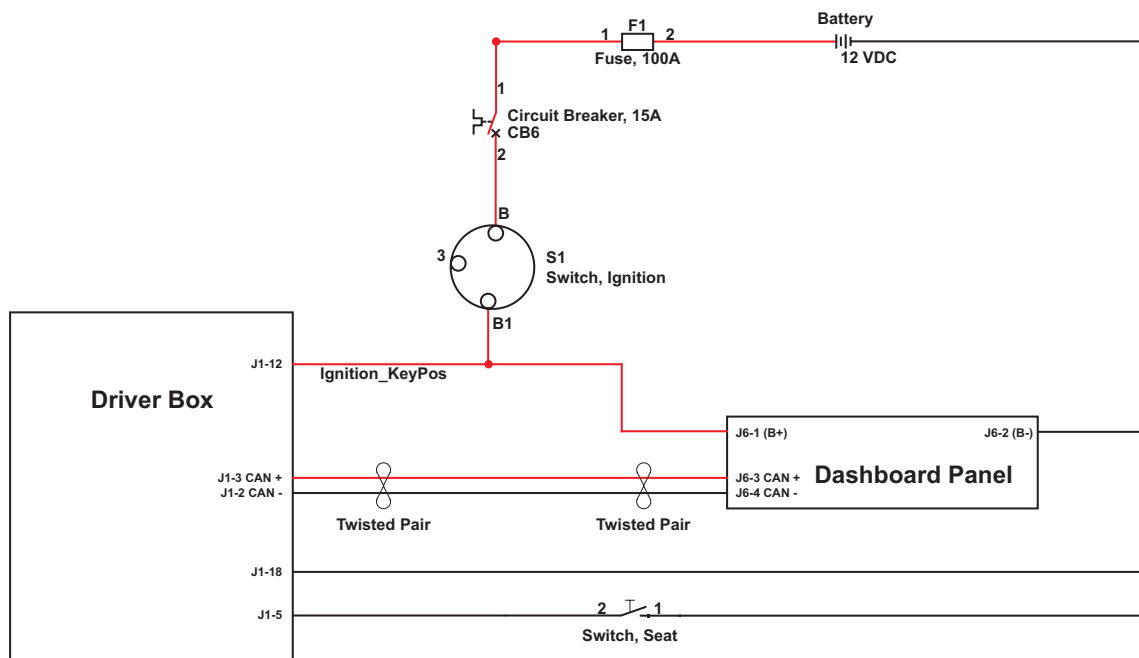 Battery
F1
1
2
Fuse, 100A
12 VDC
1
Circuit Breaker, 15A
CB6
2
B
3
S1
Switch, Ignition
B1
J1-12
Ignition_KeyPos
Driver Box
J6-1 (B+)
J6-2 (B-)
J1-3 CAN +
J1-2 CAN -
J6-3 CAN +
J6-4 CAN -
Dashboard Panel
Twisted Pair
Twisted Pair
J1-18
J1-5
2
1
Switch, Seat